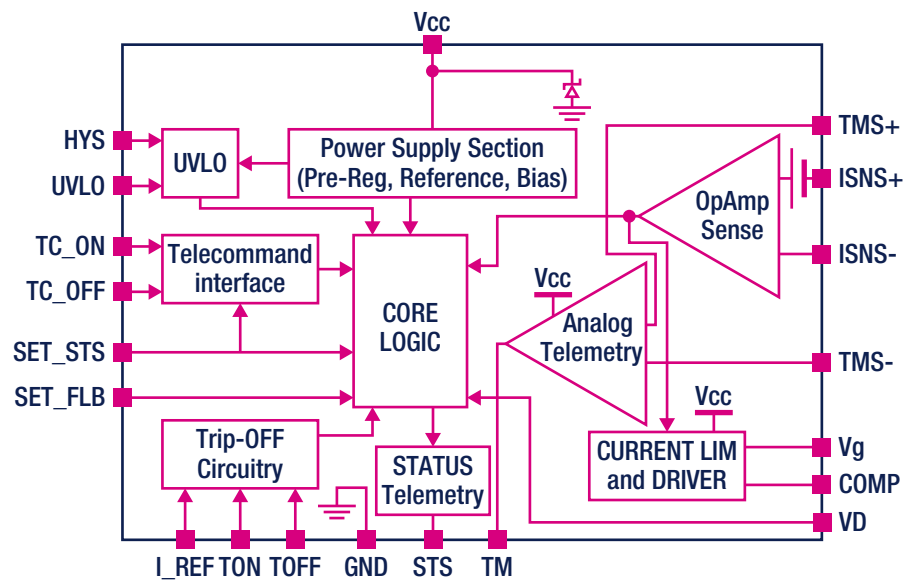 Vcc
HYS
UVLO
TC_ON
TC_OFF
SET_STS
SET_FLB
UVLO
Power Supply Section
(Pre-Reg, Reference, Bias)
Telecommand
interface
CORE
LOGIC
Trip-OFF
Circuitry
STATUS
Telemetry
OpAmp
Sense
Vcc
Analog
Telemetry
Vcc
CURRENT LIM
and DRIVER
TMS+
ISNS+
ISNS-
TMS-
Vg
COMP
VD
I_REF
TON
TOFF
GND
STS
TM